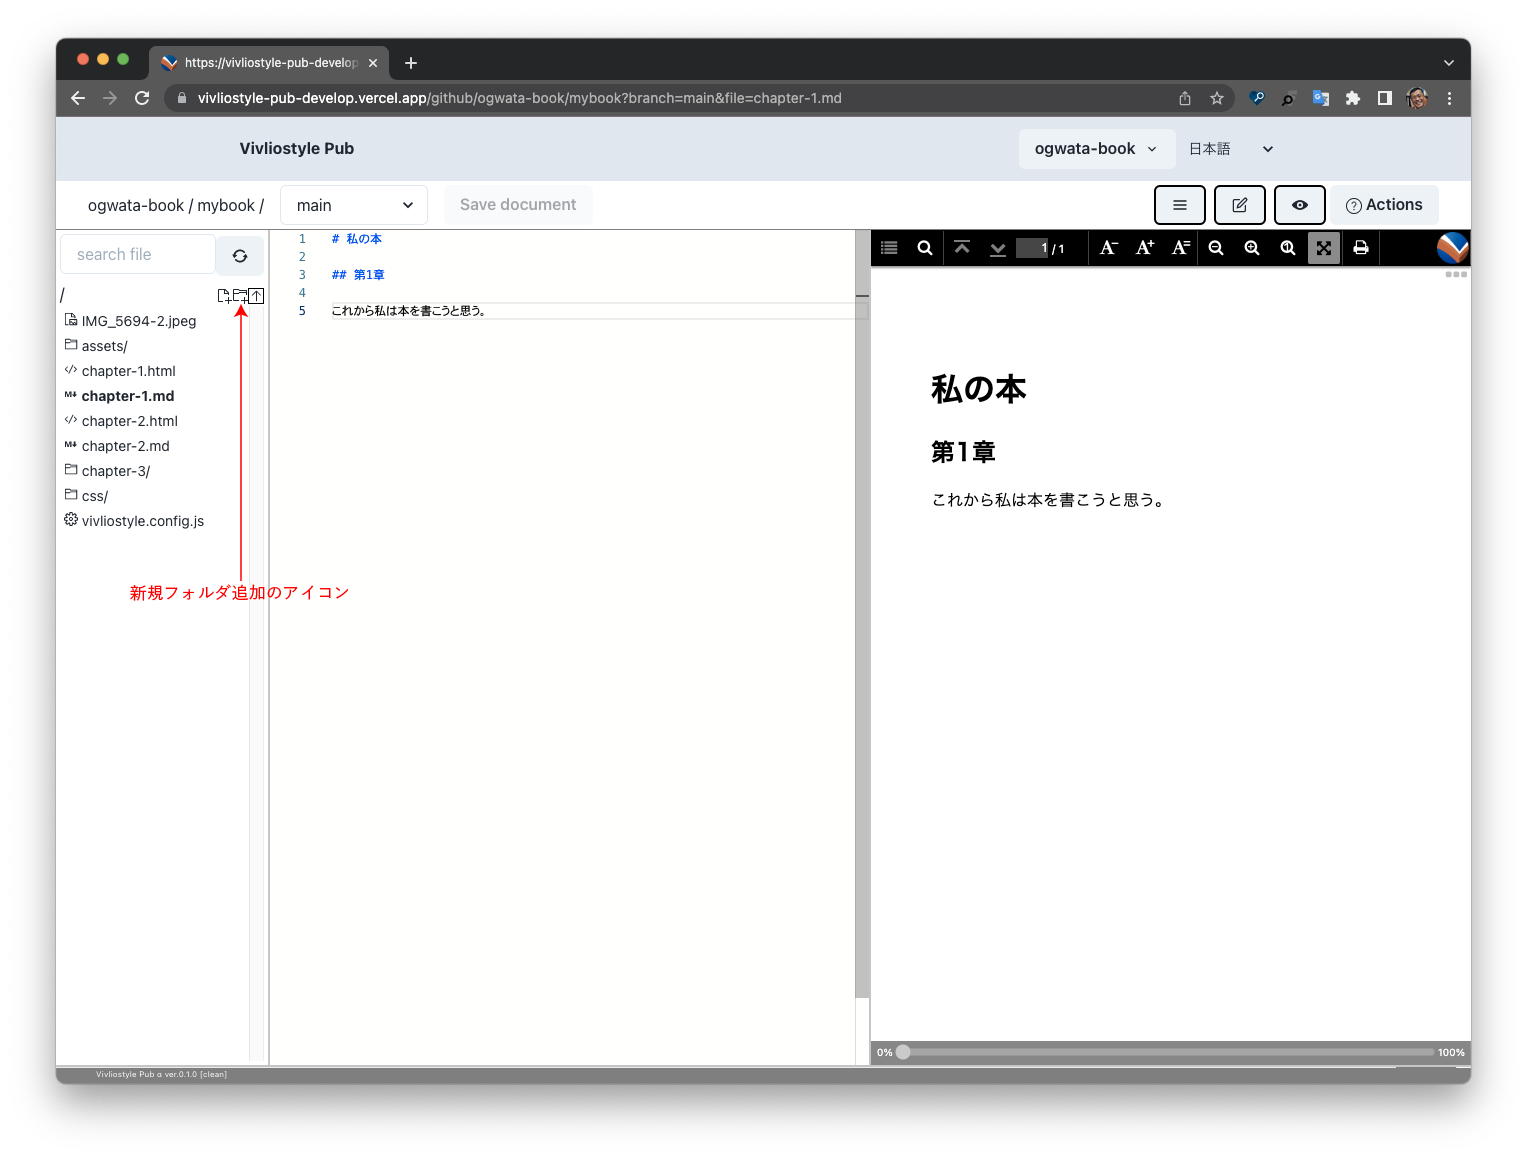 https://vivliostyle-pub-develop
vivliostyle-pub-develop.vercel.app/github/ogwata-book/mybook?branch=main&file=chapter-1.md
Vivliostyle Pub
ogwata-book
日本語
ogwata-book / mybook /
main
Save document
Actions
search file
/
IMG_5694-2.jpeg
assets/
chapter-1.html
chapter-1.md
chapter-2.html
chapter-2.md
chapter-3/
css/
vivliostyle.config.js
新規フォルダ追加のアイコン
1 # 私の本
2
3 ## 第1章
4
5 これから私は本を書こうと思う。
1 / 1
私の本
第1章
これから私は本を書こうと思う。
0%
100%
Vivliostyle Pub α ver.0.1.0 [clean]